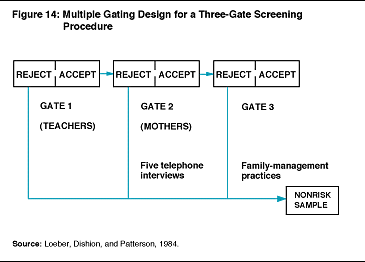 Figure 14: Multiple Gating Design for a Three-Gate Screening
Procedure
REJECT ACCEPT REJECT ACCEPT REJECT ACCEPT
GATE 1 GATE 2 GATE 3
(TEACHERS) (MOTHERS)
Five telephone Family-management
interviews practices
NONRISK
SAMPLE
Source: Loeber, Dishion, and Patterson, 1984.